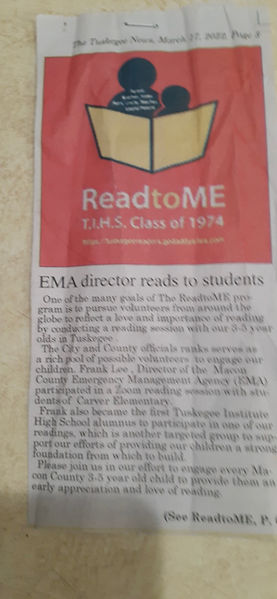 The Tuskegee News, March 17, 2022, Page 3
ReadtoME
T.I.H.S. Class of 1974
EMA director reads to students
One of the many goals of The ReadtoME pro-
gram is to pursue volunteers from around the
globe to reflect a love and importance of reading
by conducting a reading session with our 3-5 year
olds in Tuskegee .
The City and County officials ranks serves as
a rich pool of possible volunteers to engage our
children. Frank Lee , Director of the Macon
County Emergency Management Agency (EMA)
participated in a Zoom reading session with stu-
dents of Carver Elementary.
Frank also became the first Tuskegee Institute
High School alumnus to participate in one of our
readings, which is another targeted group to sup-
port our efforts of providing our children a strong
foundation from which to build.
Please join us in our effort to engage every Ma-
con County 3-5 year old child to provide them an
early appreciation and love of reading.
(See ReadtoME, P.